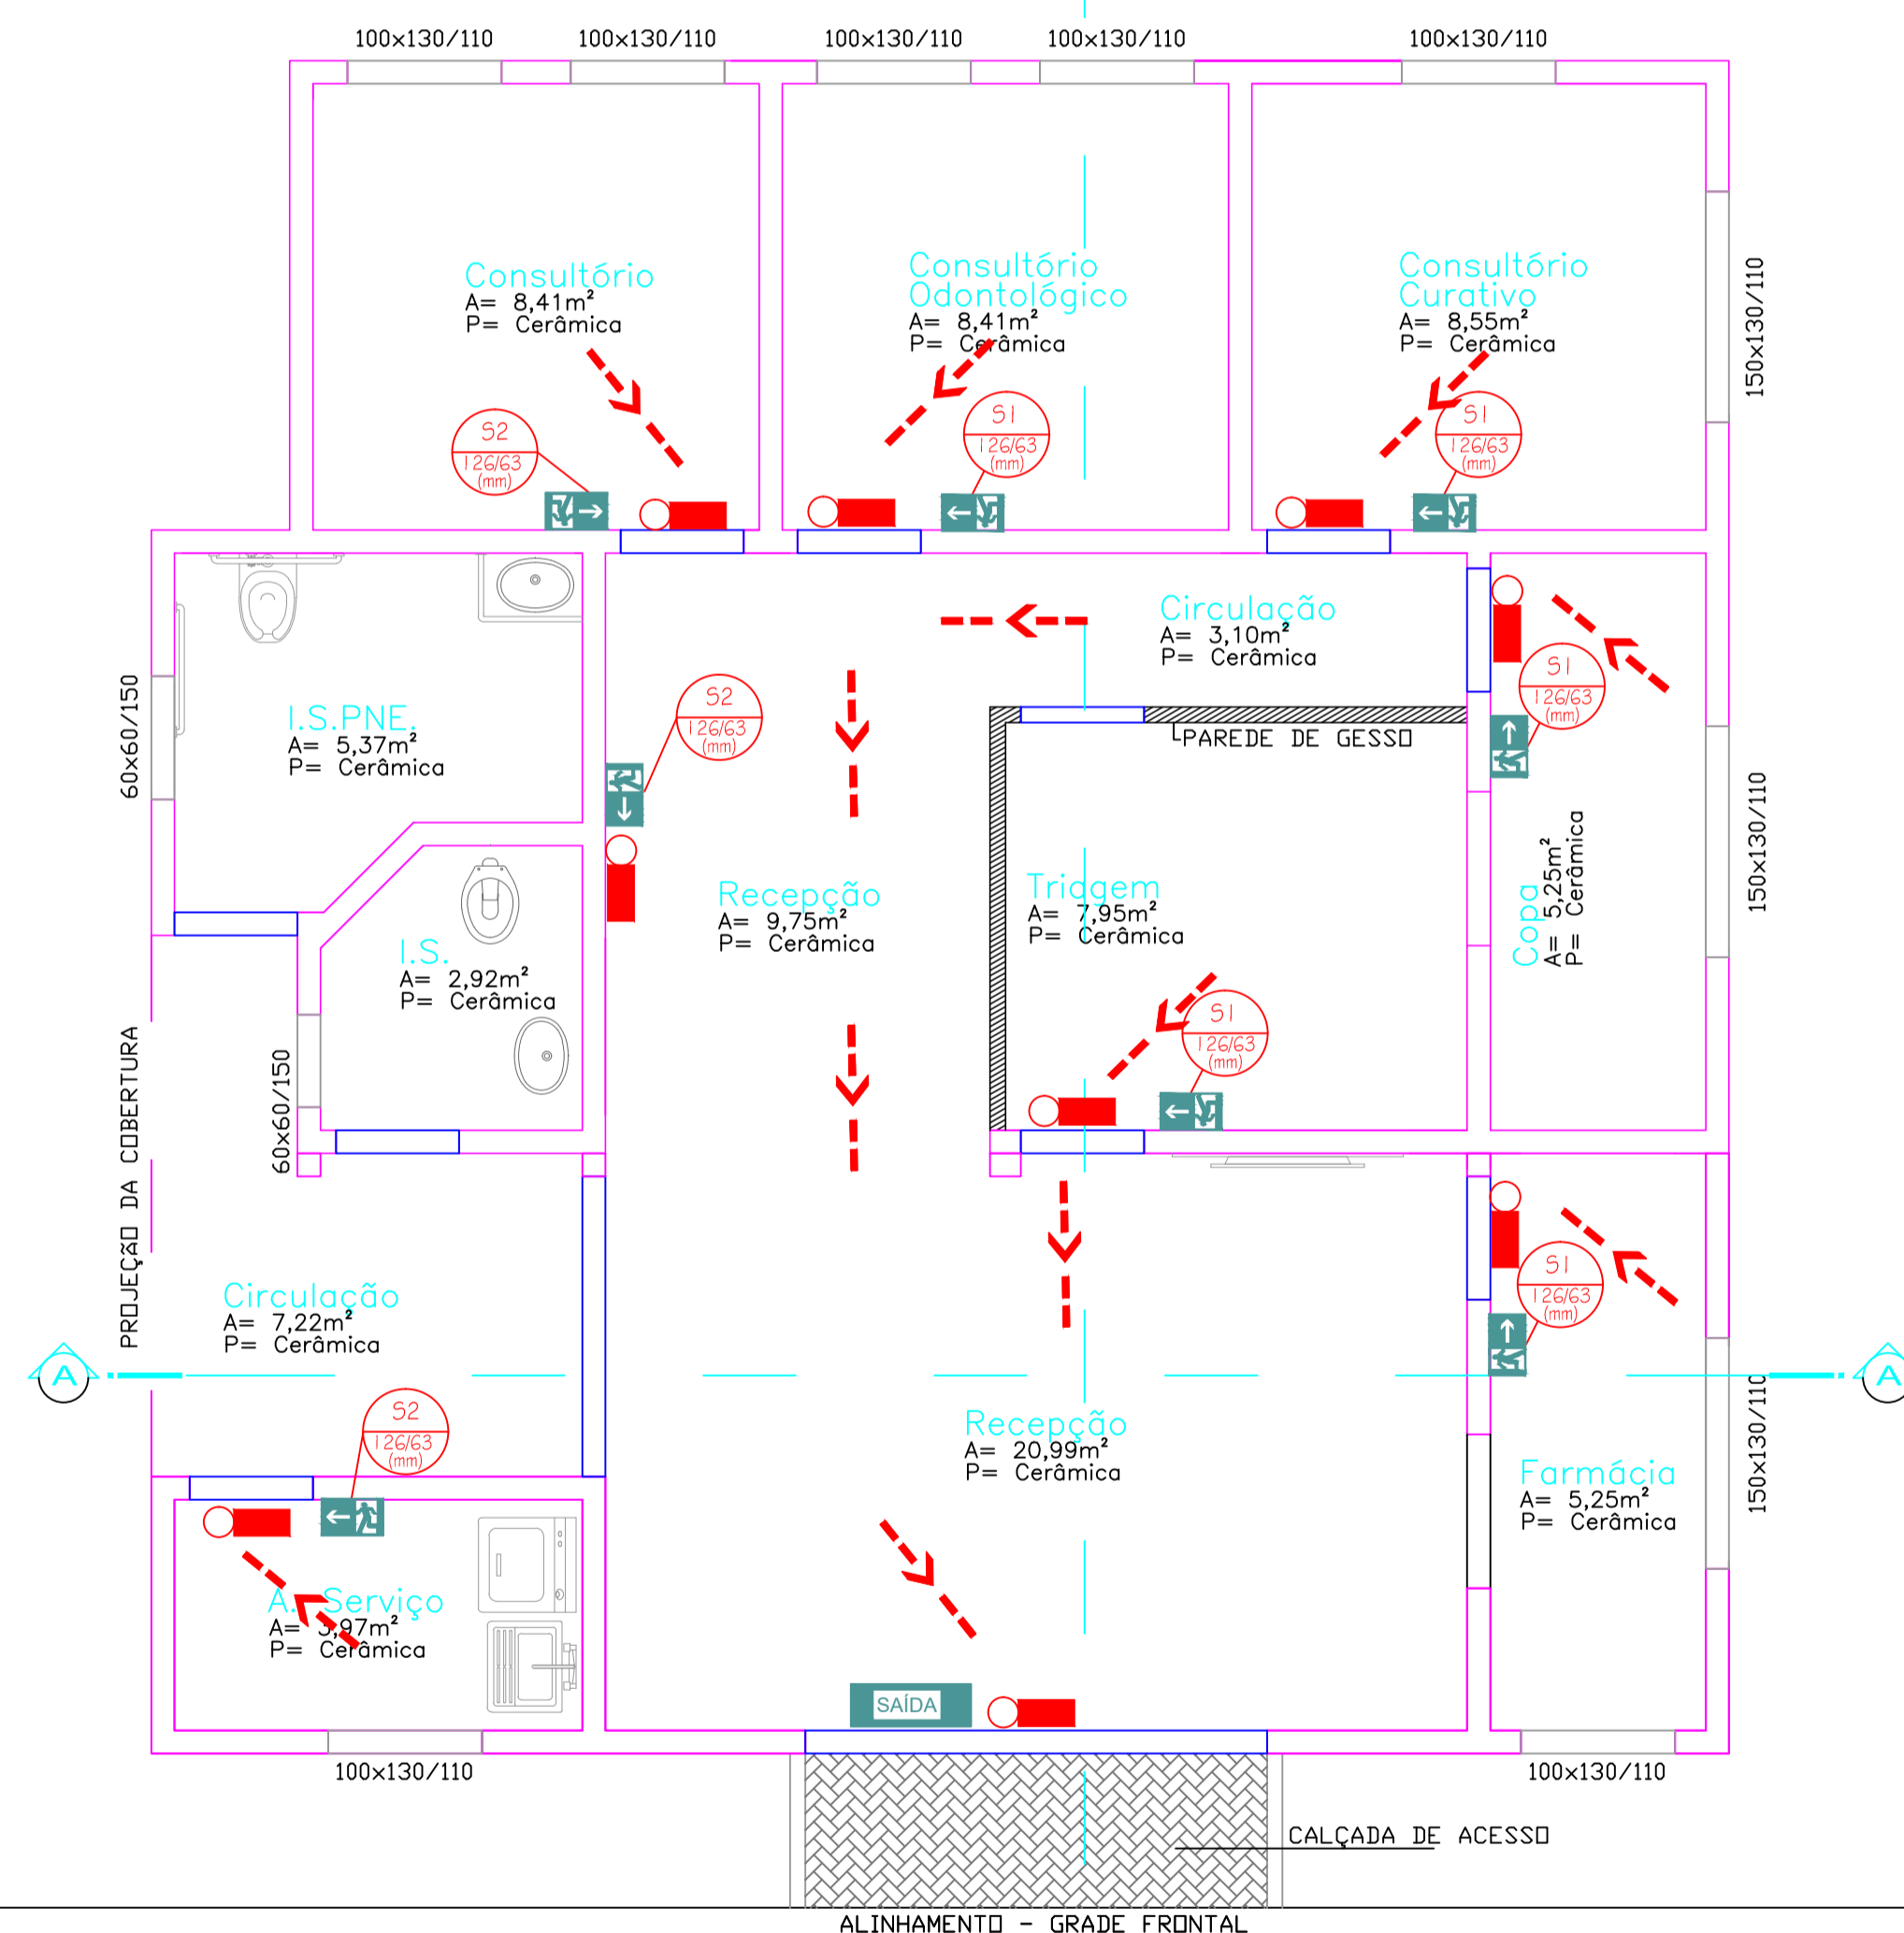 100x130/110
100x130/110
100x130/110
100x130/110
100x130/110
Consultório
A= 8,41m²
P= Cerâmica
Consultório
Odontológico
A= 8,41m²
P= Cerâmica
Consultório
Curativo
A= 8,55m²
P= Cerâmica
150x130/110
S2
126/63
(mm)
S1
126/63
(mm)
S1
126/63
(mm)
Circulação
A= 3,10m²
P= Cerâmica
I.S.PNE.
A= 5,37m²
P= Cerâmica
60x60/150
S2
126/63
(mm)
PAREDE DE GESSO
S1
126/63
(mm)
Copa
A= 5,25m²
P= Cerâmica
150x130/110
Recepção
A= 9,75m²
P= Cerâmica
Triagem
A= 7,95m²
P= Cerâmica
I.S.
A= 2,92m²
P= Cerâmica
60x60/150
S1
126/63
(mm)
PROJEÇÃO DA COBERTURA
Circulação
A= 7,22m²
P= Cerâmica
S1
126/63
(mm)
A
A
S2
126/63
(mm)
Recepção
A= 20,99m²
P= Cerâmica
Farmácia
A= 5,25m²
P= Cerâmica
150x130/110
A. Serviço
A= 3,97m²
P= Cerâmica
SAÍDA
100x130/110
100x130/110
CALÇADA DE ACESSO
ALINHAMENTO - GRADE FRONTAL